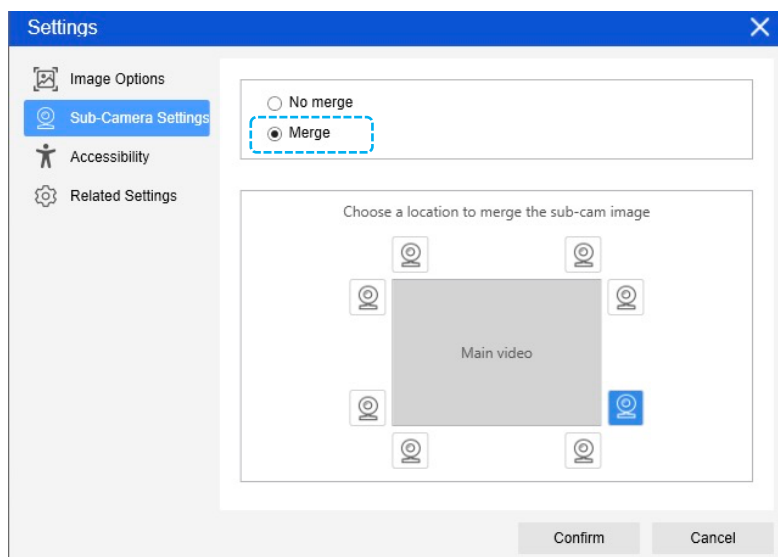 Settings
Image Options
Sub-Camera Settings
Accessibility
Related Settings
No merge
Merge
Choose a location to merge the sub-cam image
Main video
Confirm
Cancel